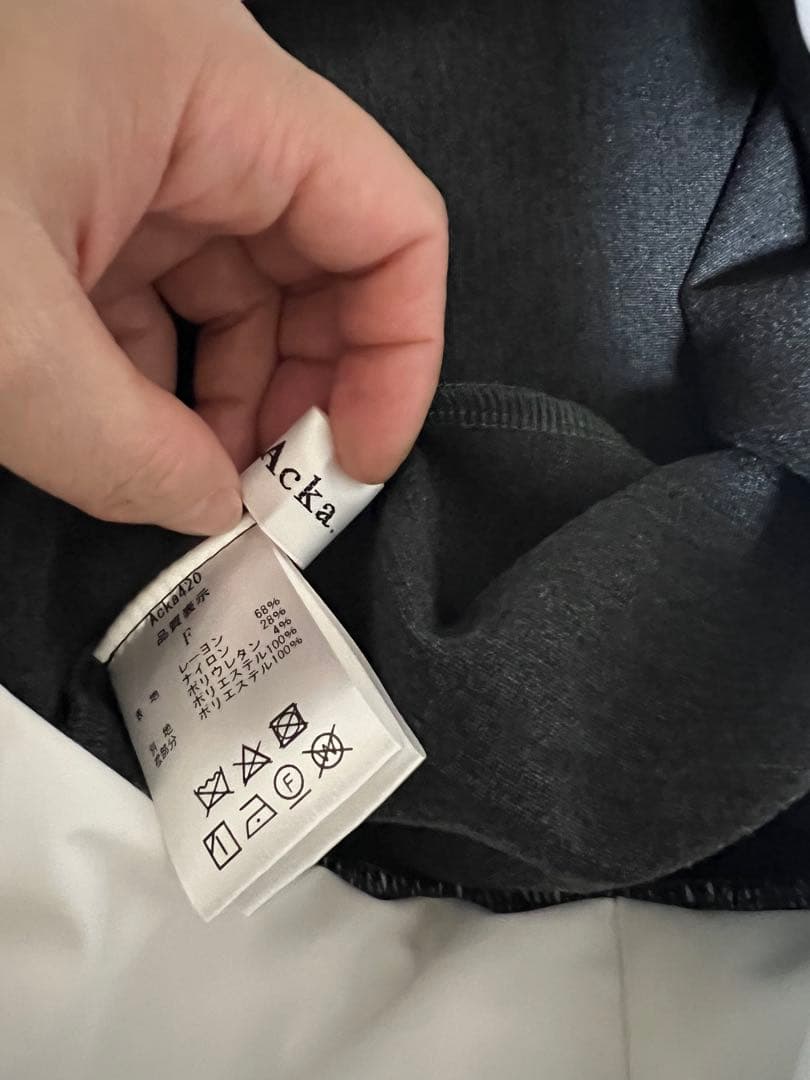 Acka.
Acka420
品質表示
F
表 地 レーヨン 68%
ナイロン 28%
ポリウレタン 4%
別 地 ポリエステル100%
底部分 ポリエステル100%
F
W